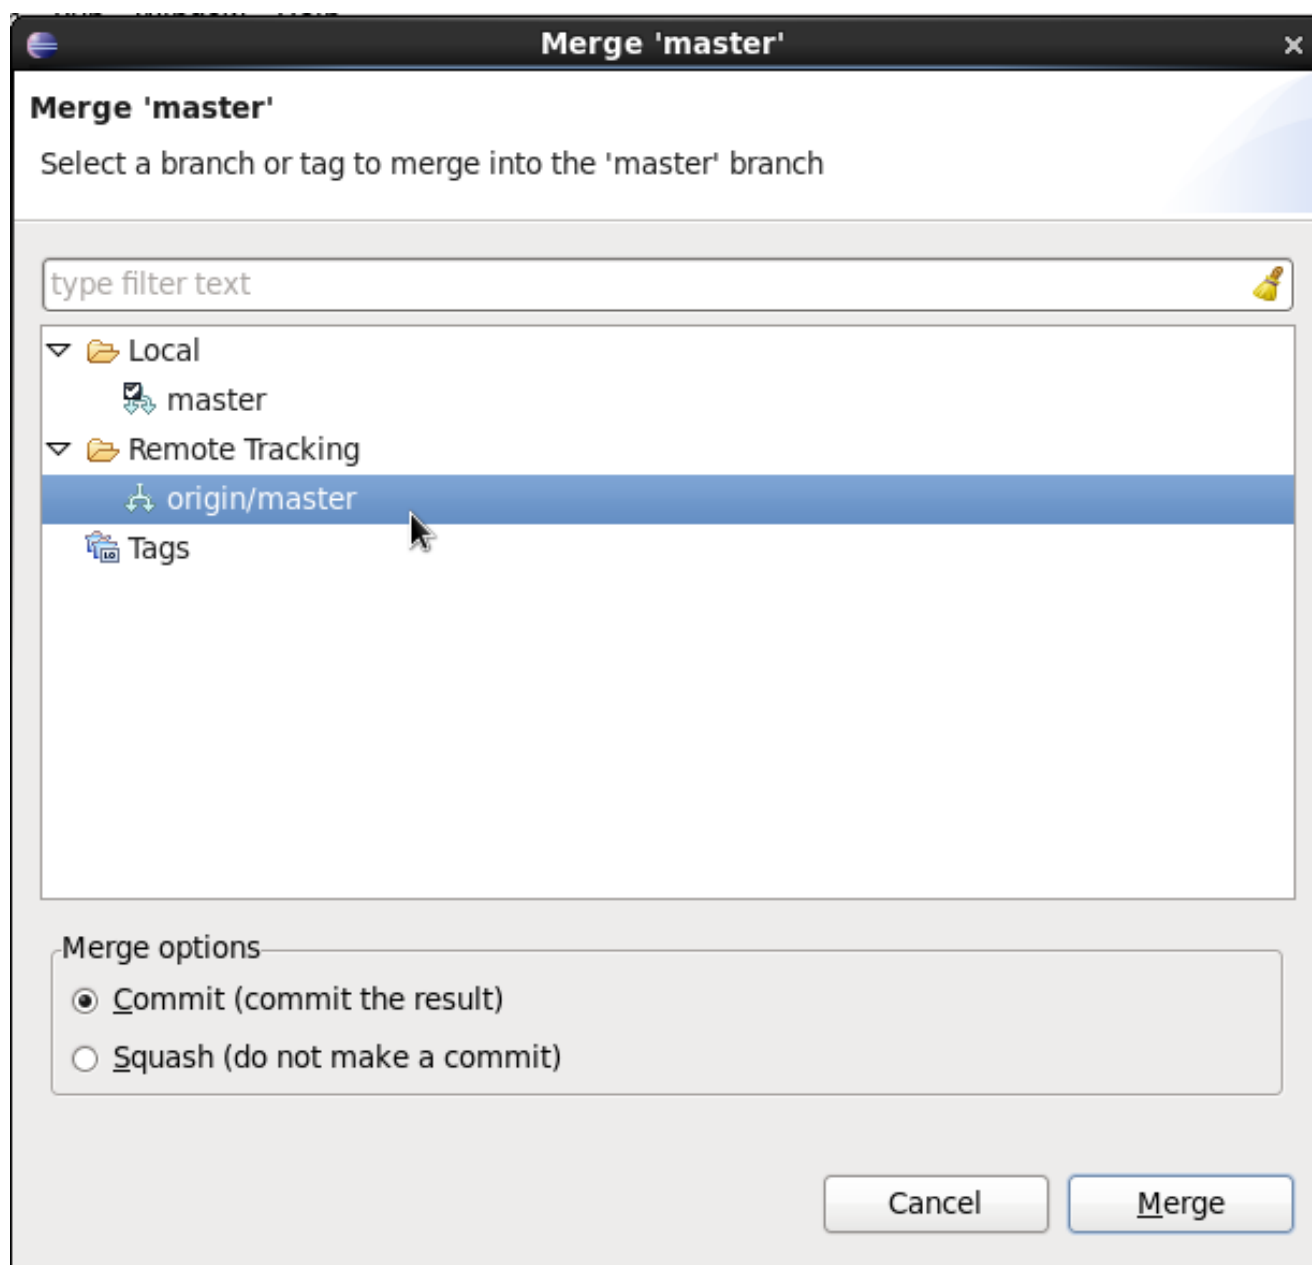 Merge 'master'
Merge 'master'
Select a branch or tag to merge into the 'master' branch
type filter text
Local
master
Remote Tracking
origin/master
Tags
Merge options
Commit (commit the result)
Squash (do not make a commit)
Cancel
Merge